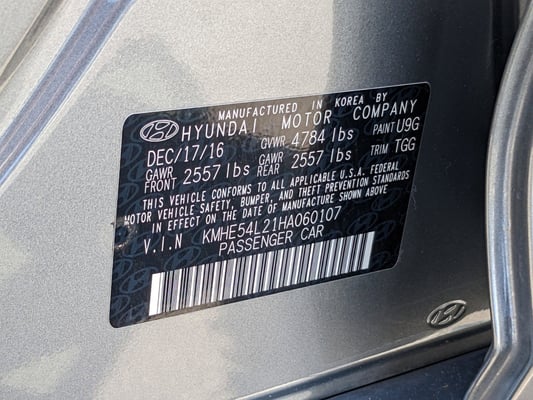 MANUFACTURED IN KOREA BY
HYUNDAI MOTOR COMPANY
DEC/17/16 GVWR 4784 lbs PAINT U9G
GAWR FRONT 2557 lbs GAWR REAR 2557 lbs TRIM TGG
THIS VEHICLE CONFORMS TO ALL APPLICABLE U.S.A. FEDERAL
MOTOR VEHICLE SAFETY, BUMPER, AND THEFT PREVENTION STANDARDS
IN EFFECT ON THE DATE OF MANUFACTURE SHOWN ABOVE
V.I.N KMHE54L21HA060107
PASSENGER CAR